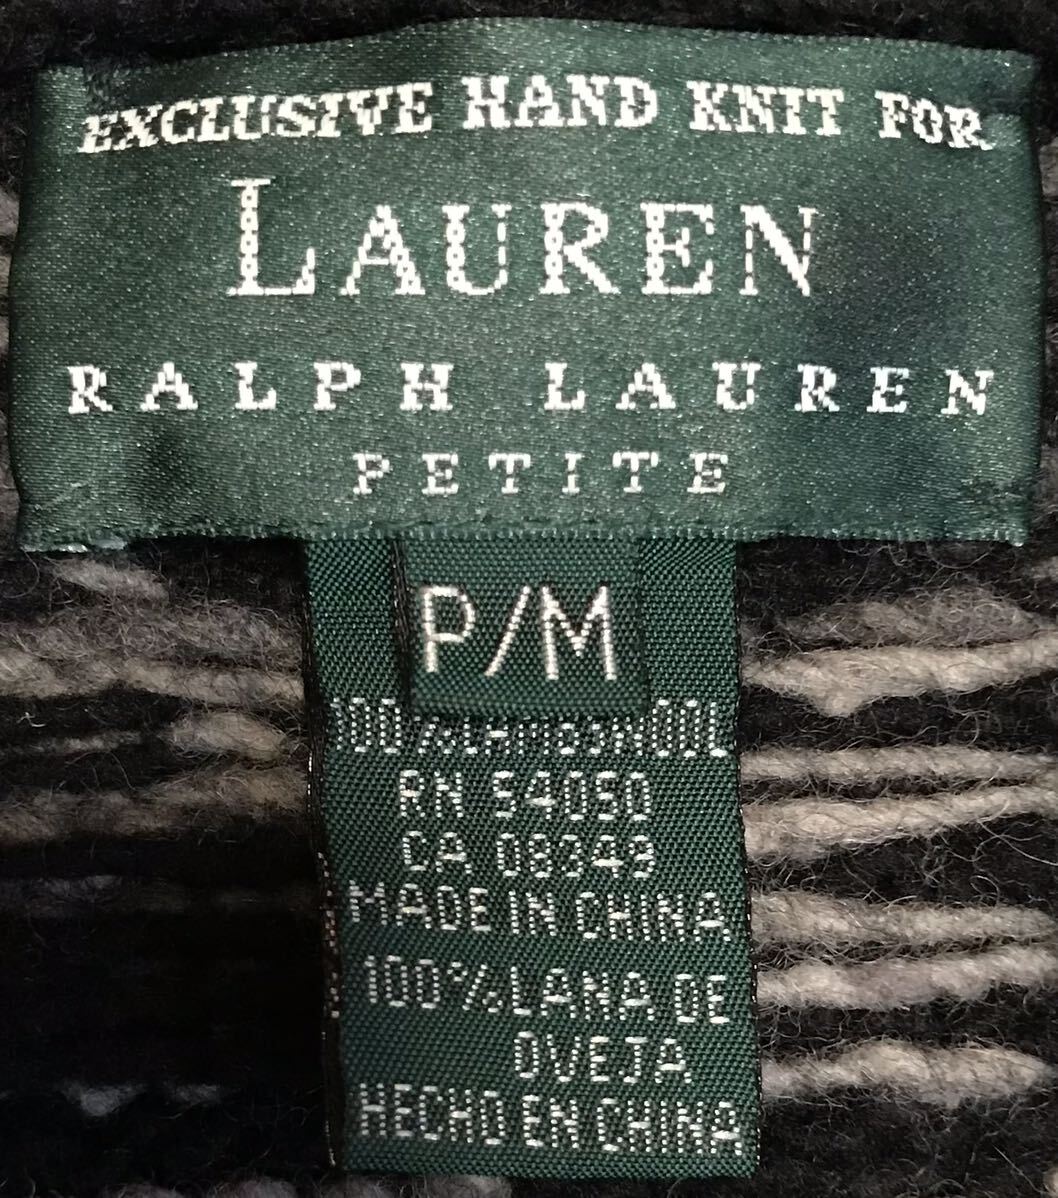 EXCLUSIVE HAND KNIT FOR
LAUREN
RALPH LAUREN
PETITE
P/M
100% LAMBSWOOL
RN 54050
CA 08349
MADE IN CHINA
100% LANA DE
OVEJA
HECHO EN CHINA